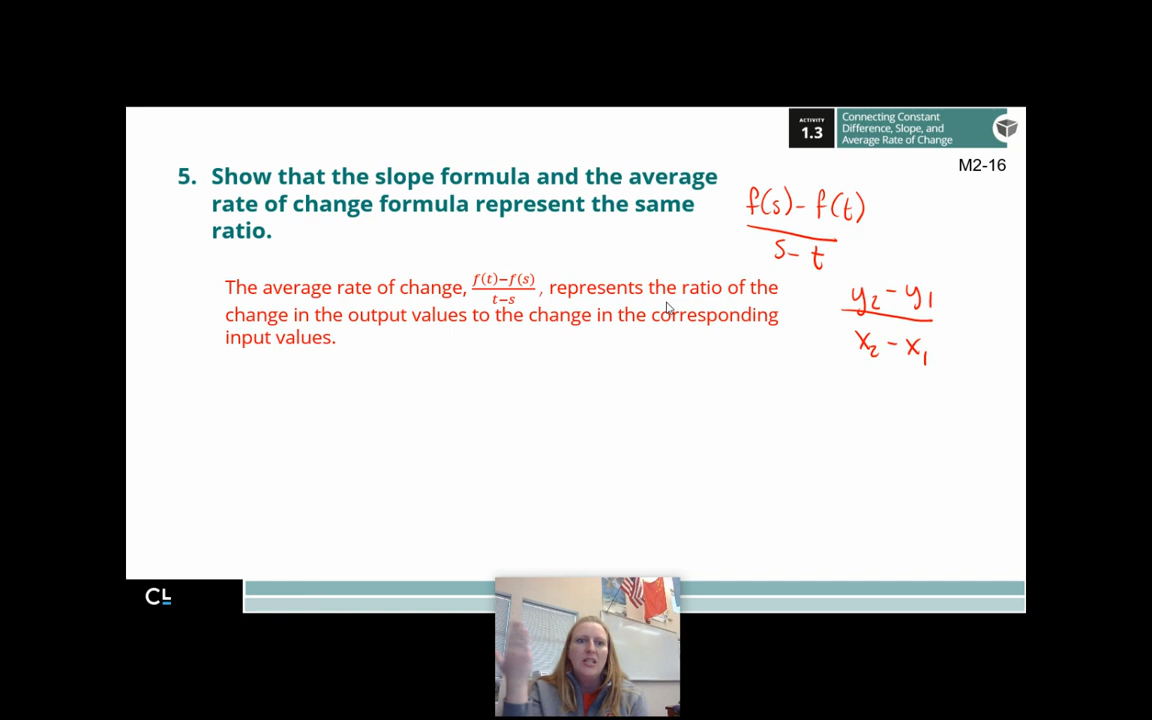 ACTIVITY
1.3
Connecting Constant
Difference, Slope, and
Average Rate of Change
M2-16
5. Show that the slope formula and the average
rate of change formula represent the same
ratio.
f(s) - f(t)
s - t
The average rate of change, f(t)−f(s)
t−s
, represents the ratio of the
change in the output values to the change in the corresponding
input values.
y₂ - y₁
x₂ - x₁
CL